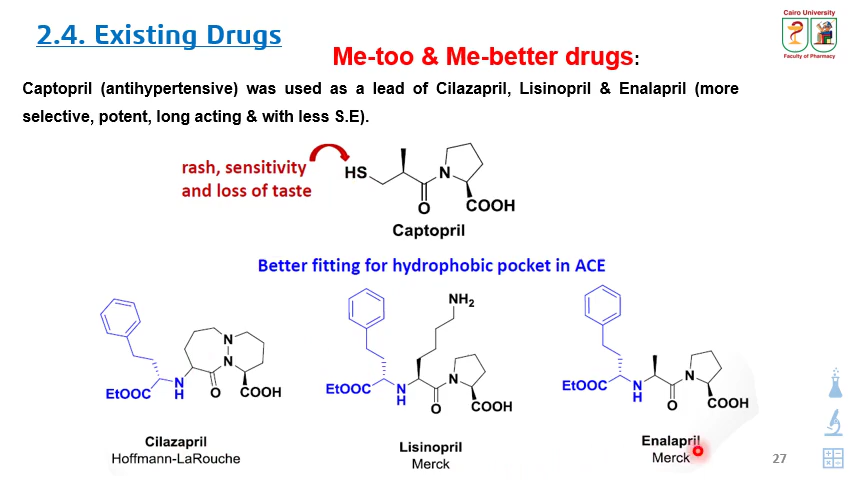 2.4. Existing Drugs
Cairo University
Faculty of Pharmacy
Me-too & Me-better drugs:
Captopril (antihypertensive) was used as a lead of Cilazapril, Lisinopril & Enalapril (more
selective, potent, long acting & with less S.E).
rash, sensitivity
and loss of taste
HS
N
O
COOH
Captopril
Better fitting for hydrophobic pocket in ACE
N
N
EtOOC
N
H
O
COOH
Cilazapril
Hoffmann-LaRouche
NH2
EtOOC
N
H
N
O
COOH
Lisinopril
Merck
EtOOC
N
H
N
O
COOH
Enalapril
Merck
27